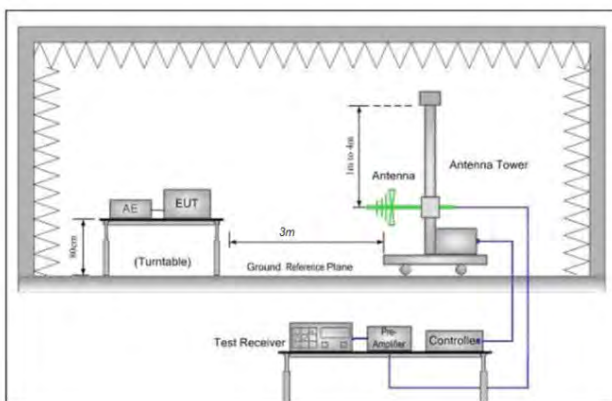 1m to 4m
Antenna
Antenna Tower
AE
EUT
80cm
3m
(Turntable)
Ground Reference Plane
Test Receiver
Pre-
Amplifier
Controller